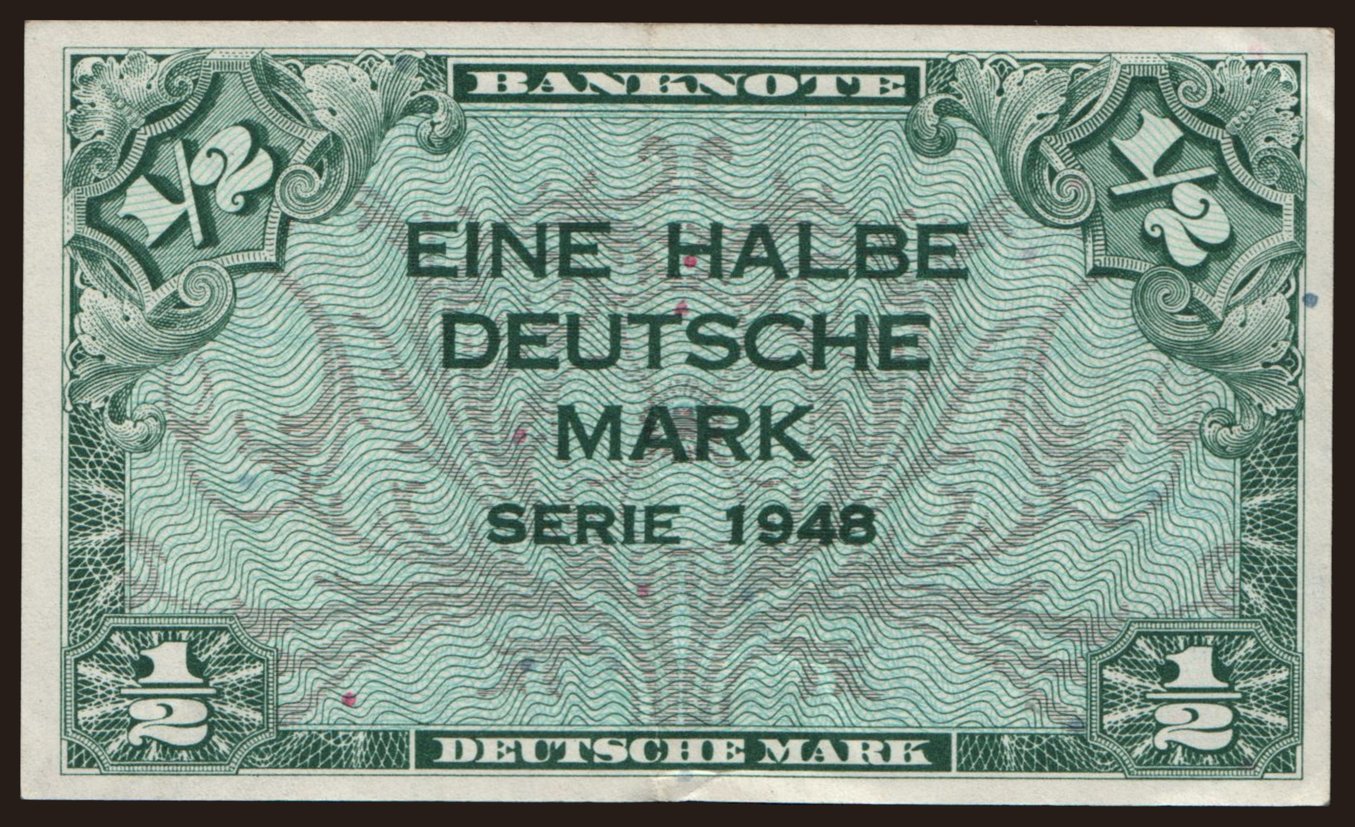 BANKNOTE
1/2
1/2
EINE HALBE
DEUTSCHE
MARK
SERIE 1948
1/2
1/2
DEUTSCHE MARK